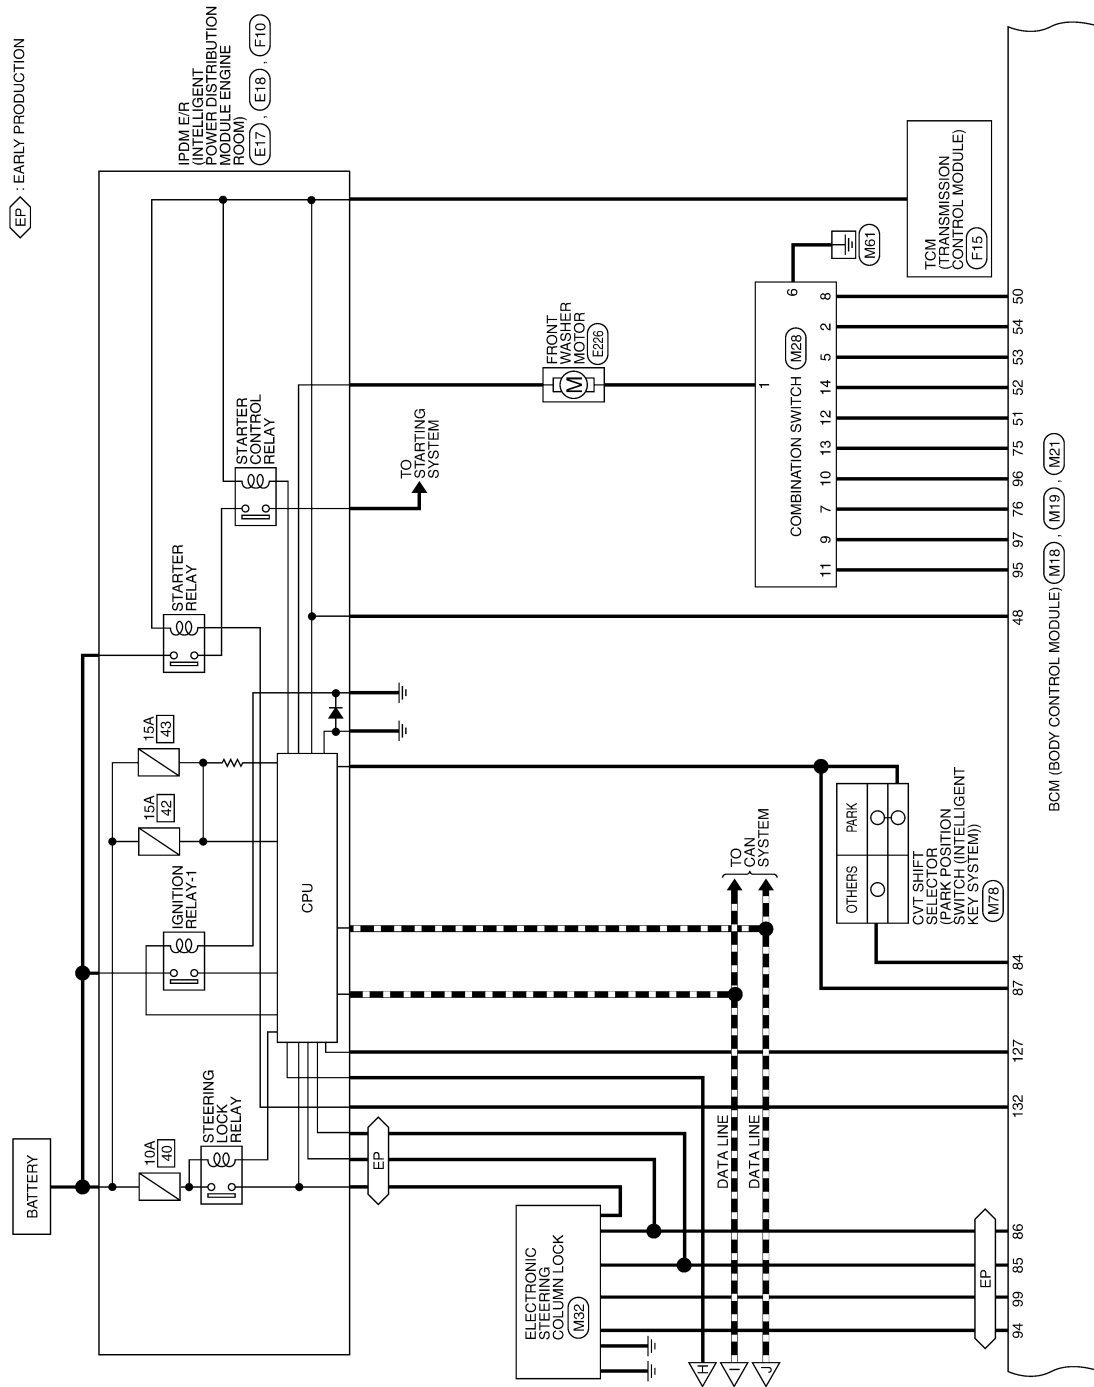 EP : EARLY PRODUCTION
IPDM E/R
(INTELLIGENT
POWER DISTRIBUTION
MODULE ENGINE
ROOM)
E17 , E18 , F10
BATTERY
10A
40
STEERING
LOCK
RELAY
IGNITION
RELAY-1
15A
42
15A
43
STARTER
RELAY
STARTER
CONTROL
RELAY
CPU
EP
TO
STARTING
SYSTEM
FRONT
WASHER
MOTOR
E226
M
ELECTRONIC
STEERING
COLUMN LOCK
M32
H
I
J
DATA LINE
DATA LINE
TO
CAN
SYSTEM
OTHERS
PARK
CVT SHIFT
SELECTOR
(PARK POSITION
SWITCH (INTELLIGENT
KEY SYSTEM))
M78
COMBINATION SWITCH M28
1
6
11
9
7
10
13
12
14
5
2
8
M61
TCM
(TRANSMISSION
CONTROL MODULE)
F15
EP
94
99
85
86
132
127
87
84
48
95
97
76
96
75
51
52
53
54
50
BCM (BODY CONTROL MODULE) M18 , M19 , M21